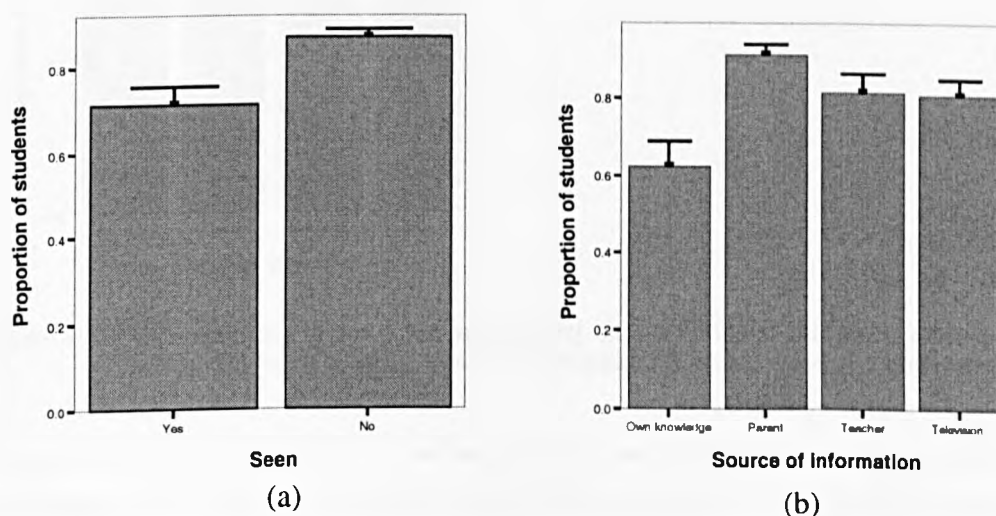 Proportion of students
0.8
0.6
0.4
0.2
0.0
Yes No
Seen
(a)
Proportion of students
0.8
0.6
0.4
0.2
0.0
Own knowledge Parent Teacher Television
Source of Information
(b)